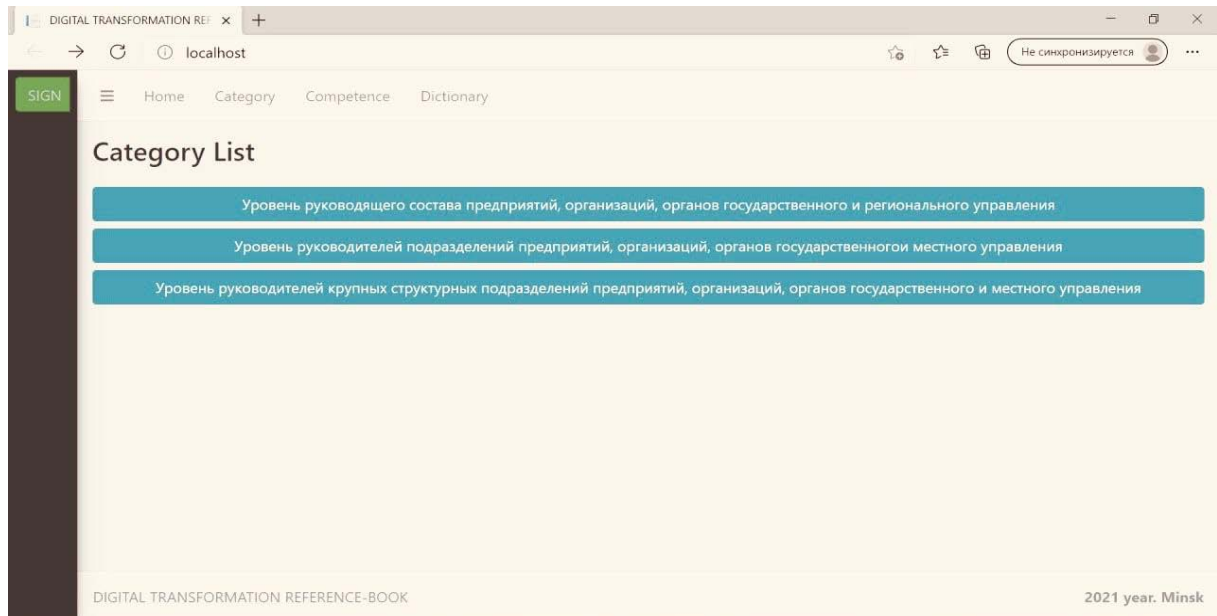 DIGITAL TRANSFORMATION REF
localhost
Не синхронизируется
SIGN
Home Category Competence Dictionary
Category List
Уровень руководящего состава предприятий, организаций, органов государственного и регионального управления
Уровень руководителей подразделений предприятий, организаций, органов государственногои местного управления
Уровень руководителей крупных структурных подразделений предприятий, организаций, органов государственного и местного управления
DIGITAL TRANSFORMATION REFERENCE-BOOK 2021 year. Minsk